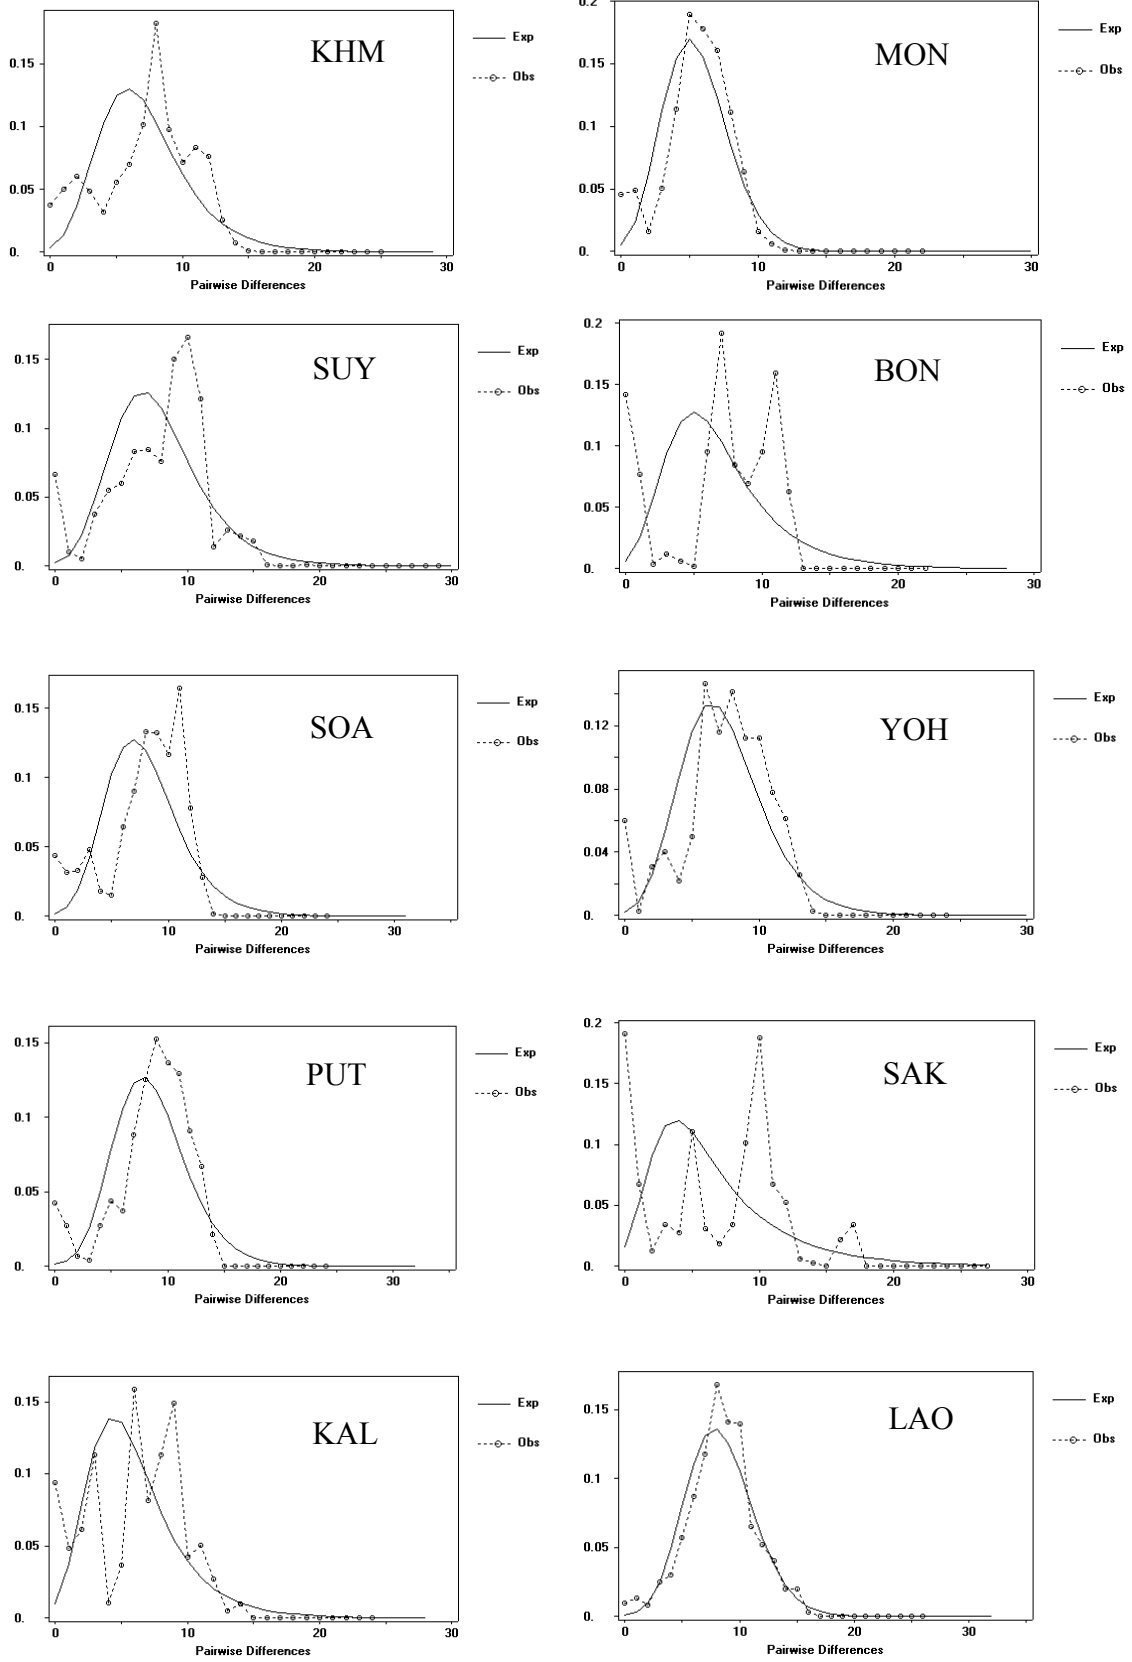 KHM
Exp
Obs
0.15
0.1
0.05
0.
0 10 20 30
Pairwise Differences
MON
Exp
Obs
0.2
0.15
0.1
0.05
0.
0 10 20 30
Pairwise Differences
SUY
Exp
Obs
0.15
0.1
0.05
0.
0 10 20 30
Pairwise Differences
BON
Exp
Obs
0.2
0.15
0.1
0.05
0.
0 10 20 30
Pairwise Differences
SOA
Exp
Obs
0.15
0.1
0.05
0.
0 10 20 30
Pairwise Differences
YOH
Exp
Obs
0.12
0.08
0.04
0.
0 10 20 30
Pairwise Differences
PUT
Exp
Obs
0.15
0.1
0.05
0.
0 10 20 30
Pairwise Differences
SAK
Exp
Obs
0.2
0.15
0.1
0.05
0.
0 10 20 30
Pairwise Differences
KAL
Exp
Obs
0.15
0.1
0.05
0.
0 10 20 30
Pairwise Differences
LAO
Exp
Obs
0.15
0.1
0.05
0.
0 10 20 30
Pairwise Differences